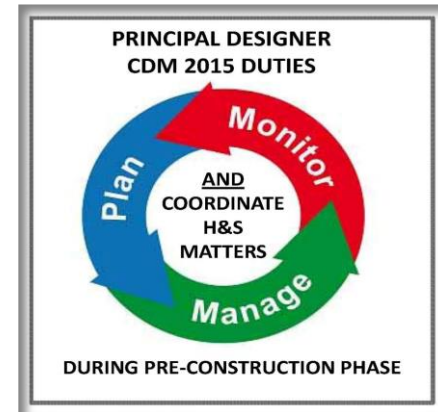 PRINCIPAL DESIGNER
CDM 2015 DUTIES
Plan
Monitor
Manage
AND
COORDINATE
H&S
MATTERS
DURING PRE-CONSTRUCTION PHASE